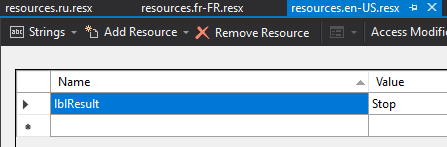 resources.ru.resx resources.fr-FR.resx resources.en-US.resx
Strings Add Resource Remove Resource Access Modifi
Name Value
lblResult Stop